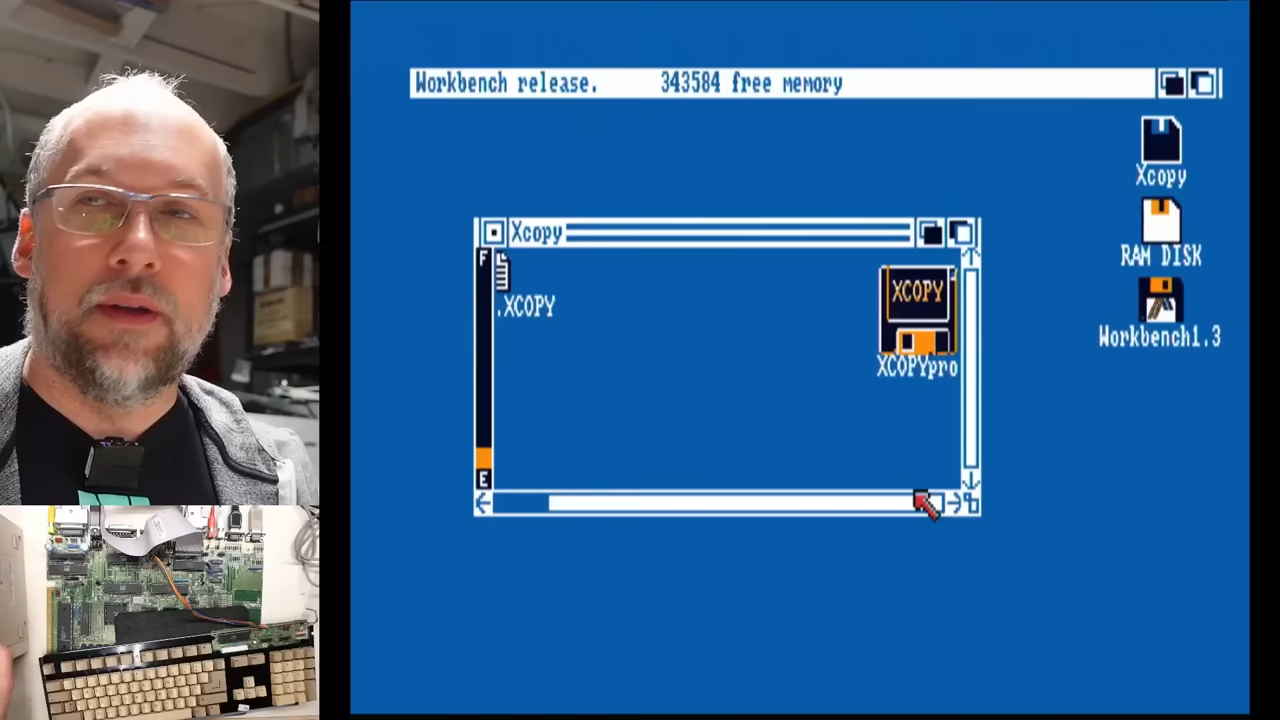 Workbench release.     343584 free memory
Xcopy
RAM DISK
Workbench1.3
Xcopy
F
.XCOPY
XCOPY
XCOPYpro
E